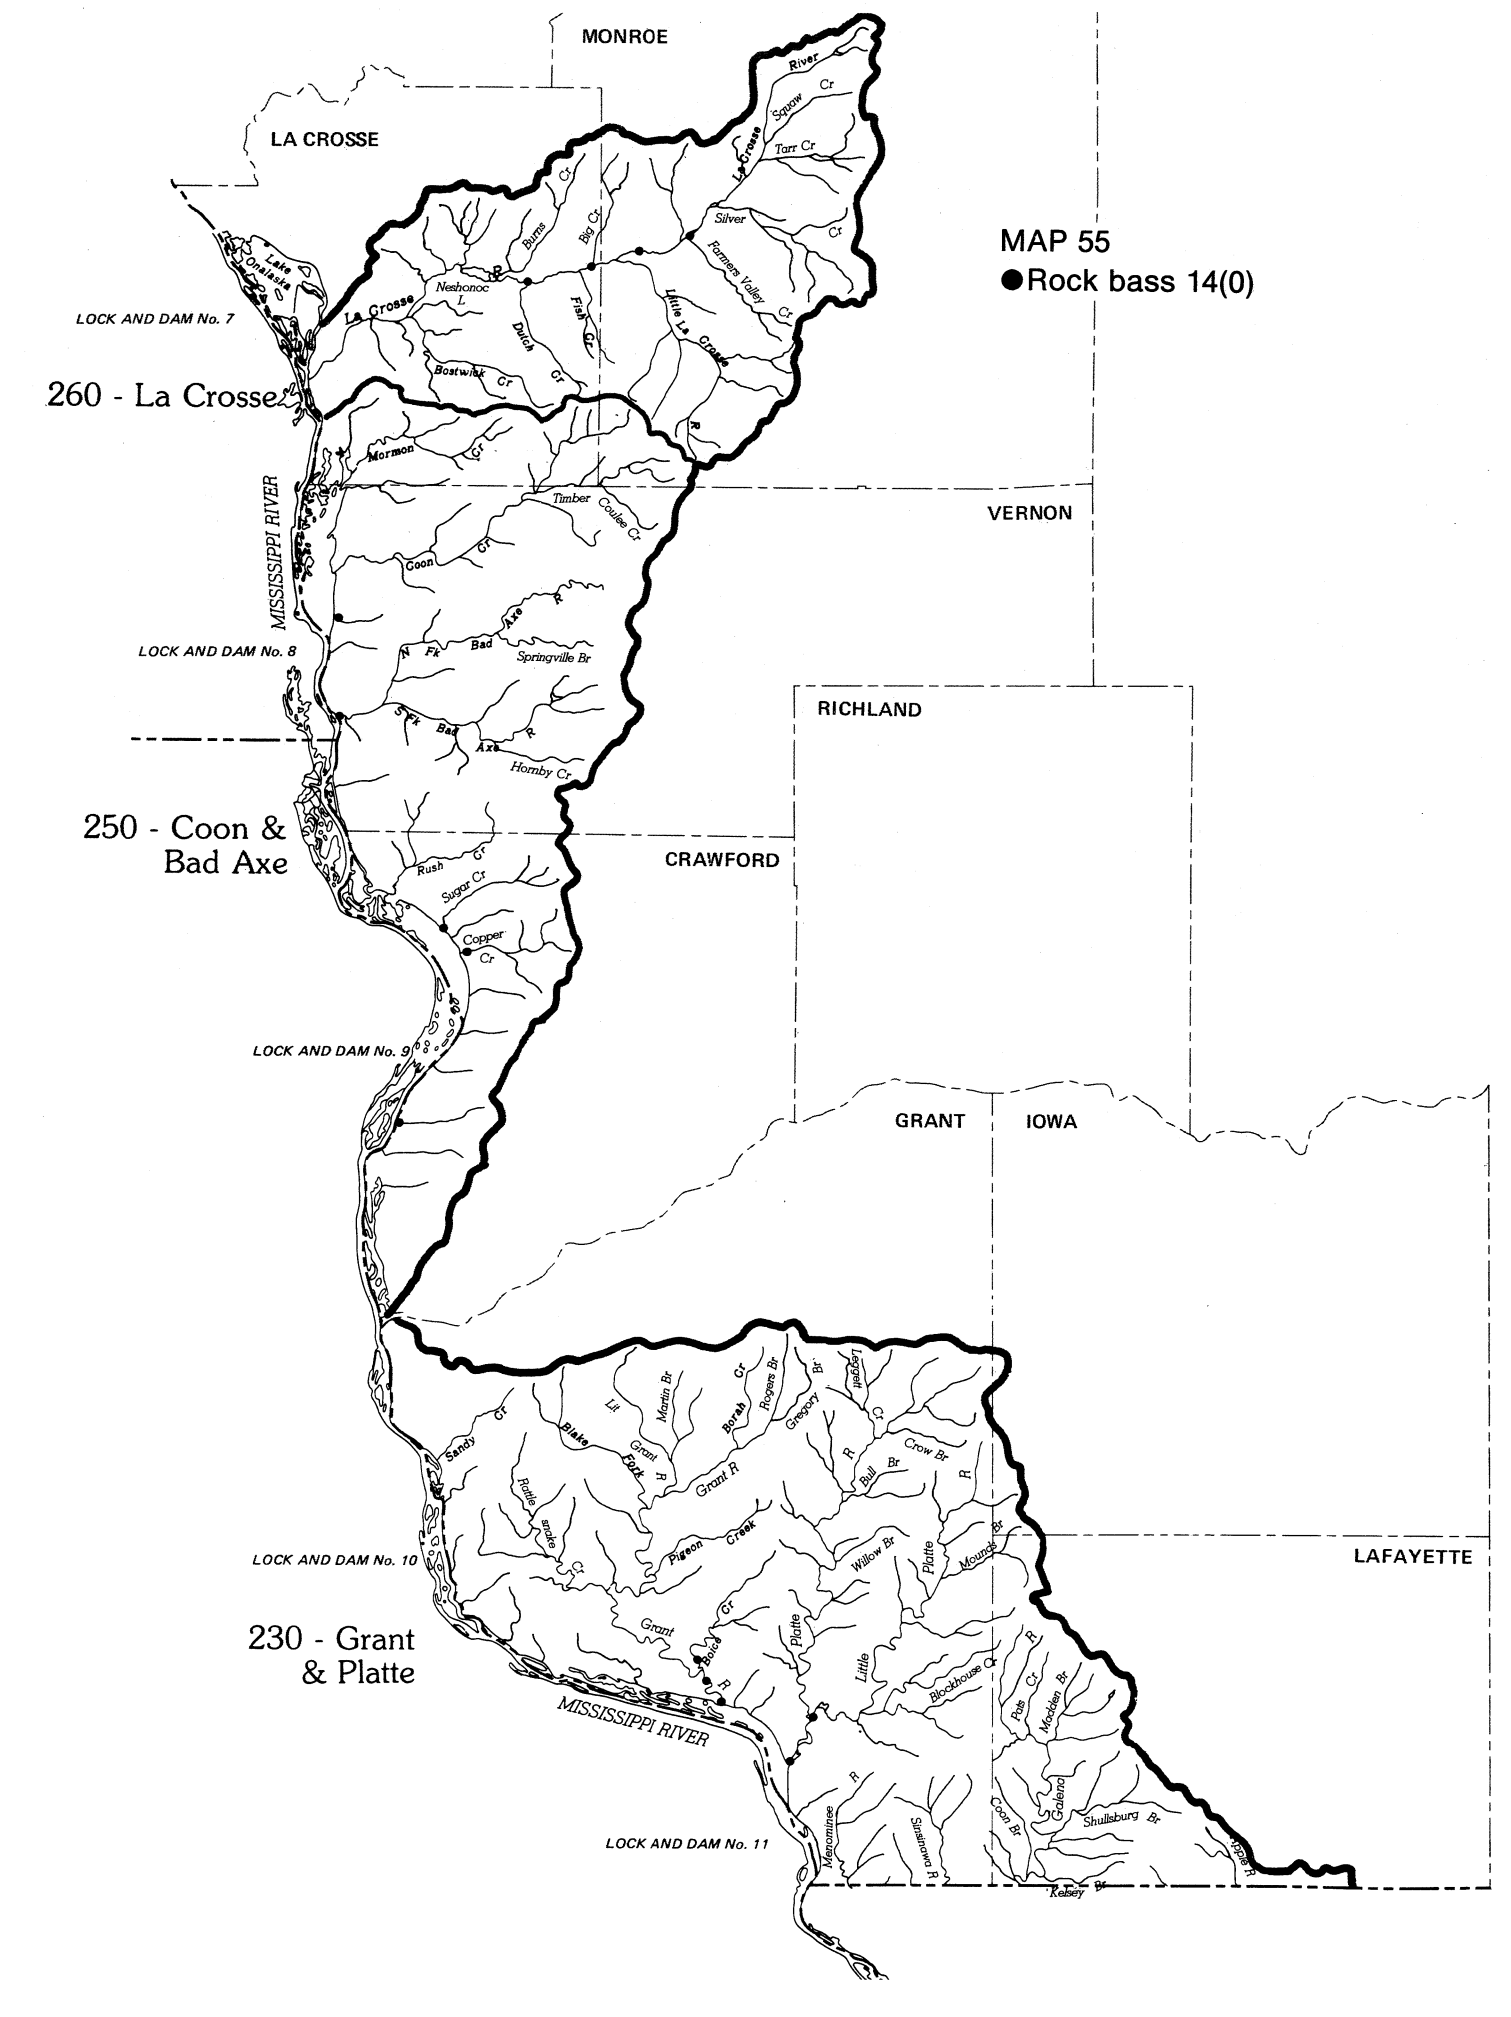 MONROE
LA CROSSE
River
Squaw Cr
La Crosse
Tarr Cr
Cr
Burns
Big Cr
Silver Cr
Farmers Valley Cr
MAP 55
●Rock bass 14(0)
Lake Onalaska
R
Neshonoc L
La Crosse
Fish Cr
Dutch Cr
Little La Crosse R
LOCK AND DAM No. 7
Bostwick Cr
260 - La Crosse
Mormon Cr
MISSISSIPPI RIVER
Timber Coulee Cr
VERNON
Coon Cr
N Fk Bad Axe R
Springville Br
LOCK AND DAM No. 8
RICHLAND
S Fk Bad Axe R
Hornby Cr
250 - Coon &
Bad Axe
CRAWFORD
Rush Cr
Sugar Cr
Copper Cr
LOCK AND DAM No. 9
GRANT
IOWA
Sandy Cr
Blake Fork
Lit Grant R
Martin Br
Borah Cr
Rogers Br
Gregory Br.
Leggett Cr
Crow Br
Bull Br
R
R
Grant R
Rattle snake Cr
Pigeon Creek
Willow Br
Platte
Mounds Br
LOCK AND DAM No. 10
LAFAYETTE
230 - Grant
& Platte
Grant R
Boice Cr
Platte R
Little
Blockhouse Cr
Pats Cr
R
Madden Br
MISSISSIPPI RIVER
Menominee R
Sinsinawa R
Coon Br
Galena
Shullsburg Br
Apple R
LOCK AND DAM No. 11
Kelsey Br